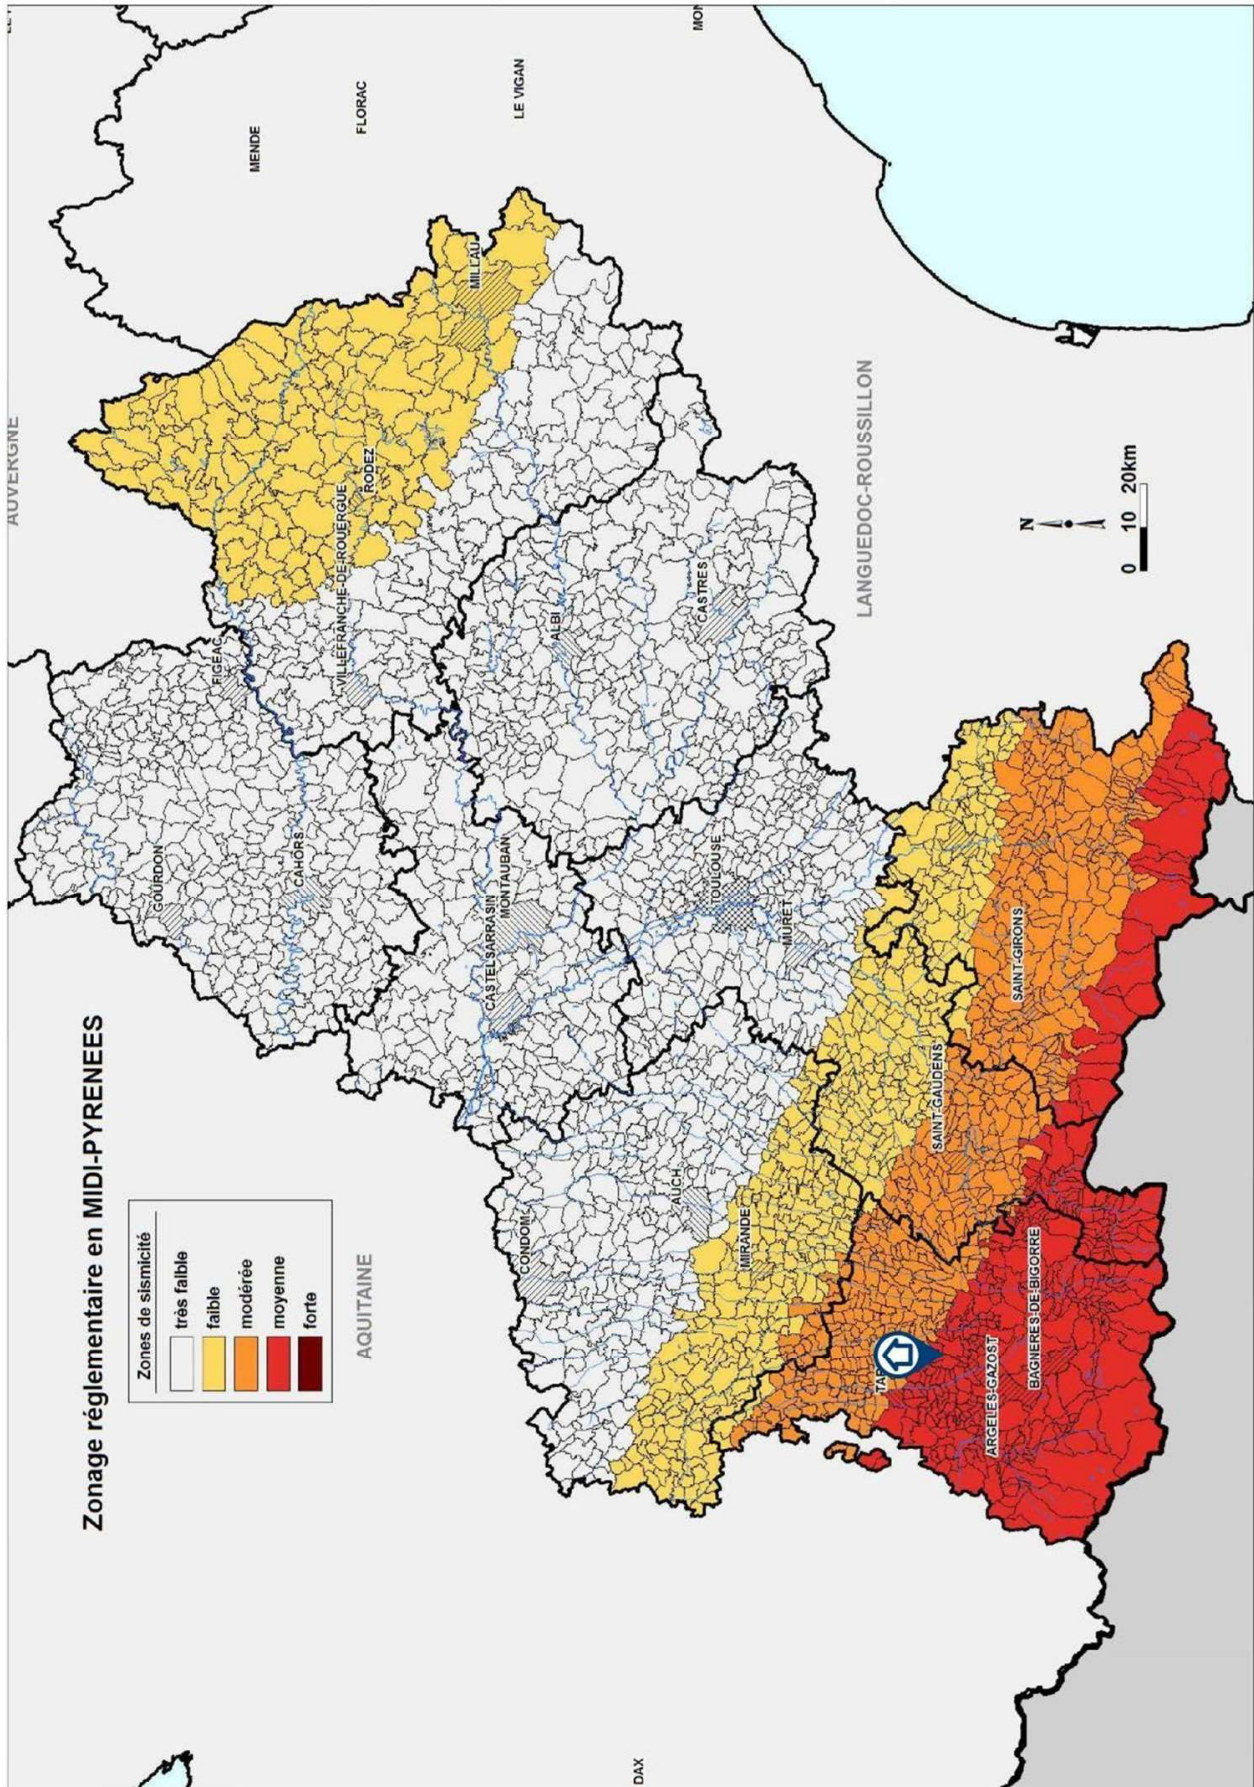 Zonage réglementaire en MIDI-PYRENEES
Zones de sismicité
très faible
faible
modérée
moyenne
forte
AUVERGNE
MENDE
FLORAC
LE VIGAN
GOURDON
FIGEAC
CAHORS
VILLEFRANCHE-DE-ROUERGUE
RODEZ
MILLAU
AQUITAINE
CASTELSARRASIN
MONTAUBAN
ALBI
CONDOM
DAX
AUCH
TOULOUSE
CASTRES
MIRANDE
MURET
LANGUEDOC-ROUSSILLON
TAR
SAINT-GAUDENS
SAINT-GIRONS
ARGELES-GAZOST
BAGNERES-DE-BIGORRE
N
0 10 20km
MON